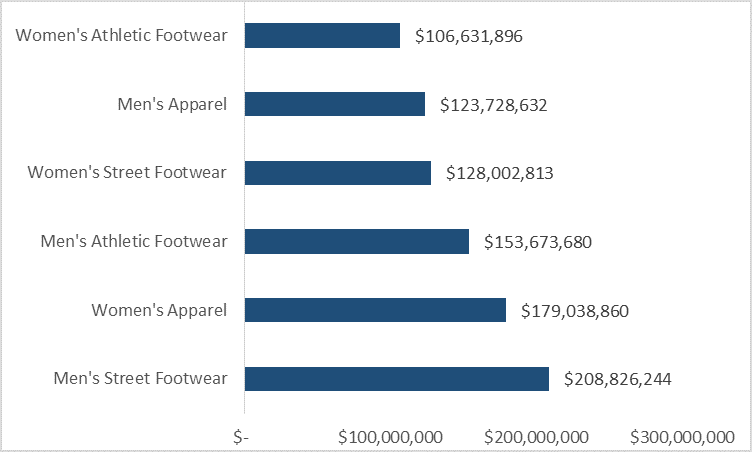 Women's Athletic Footwear $106,631,896
Men's Apparel $123,728,632
Women's Street Footwear $128,002,813
Men's Athletic Footwear $153,673,680
Women's Apparel $179,038,860
Men's Street Footwear $208,826,244
$- $100,000,000 $200,000,000 $300,000,000